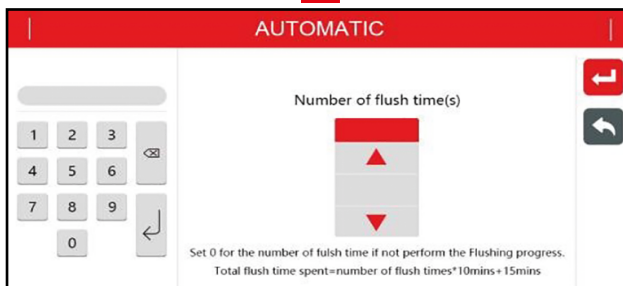 AUTOMATIC
Number of flush time(s)
1 2 3
4 5 6
7 8 9
0
Set 0 for the number of fulsh time if not perform the Flushing progress.
Total flush time spent=number of flush times*10mins+15mins